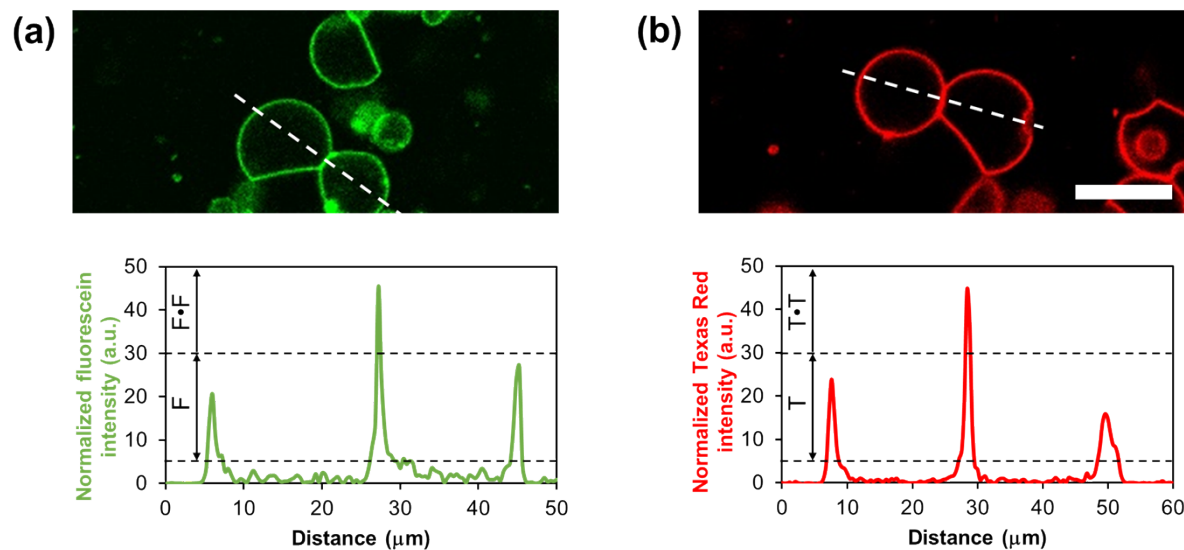 (a)
(b)
Normalized fluorescein
intensity (a.u.)
50
40
30
20
10
0
F•F
F
0 10 20 30 40 50
Distance (μm)
Normalized Texas Red
intensity (a.u.)
50
40
30
20
10
0
T•T
T
0 10 20 30 40 50 60
Distance (μm)